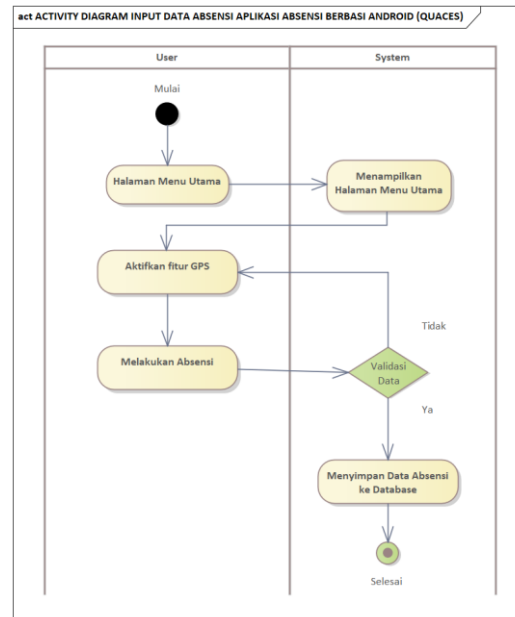 act ACTIVITY DIAGRAM INPUT DATA ABSENSI APLIKASI ABSENSI BERBASI ANDROID (QUACES)
User
System
Mulai
Halaman Menu Utama
Menampilkan
Halaman Menu Utama
Aktifkan fitur GPS
Tidak
Melakukan Absensi
Validasi
Data
Ya
Menyimpan Data Absensi
ke Database
Selesai